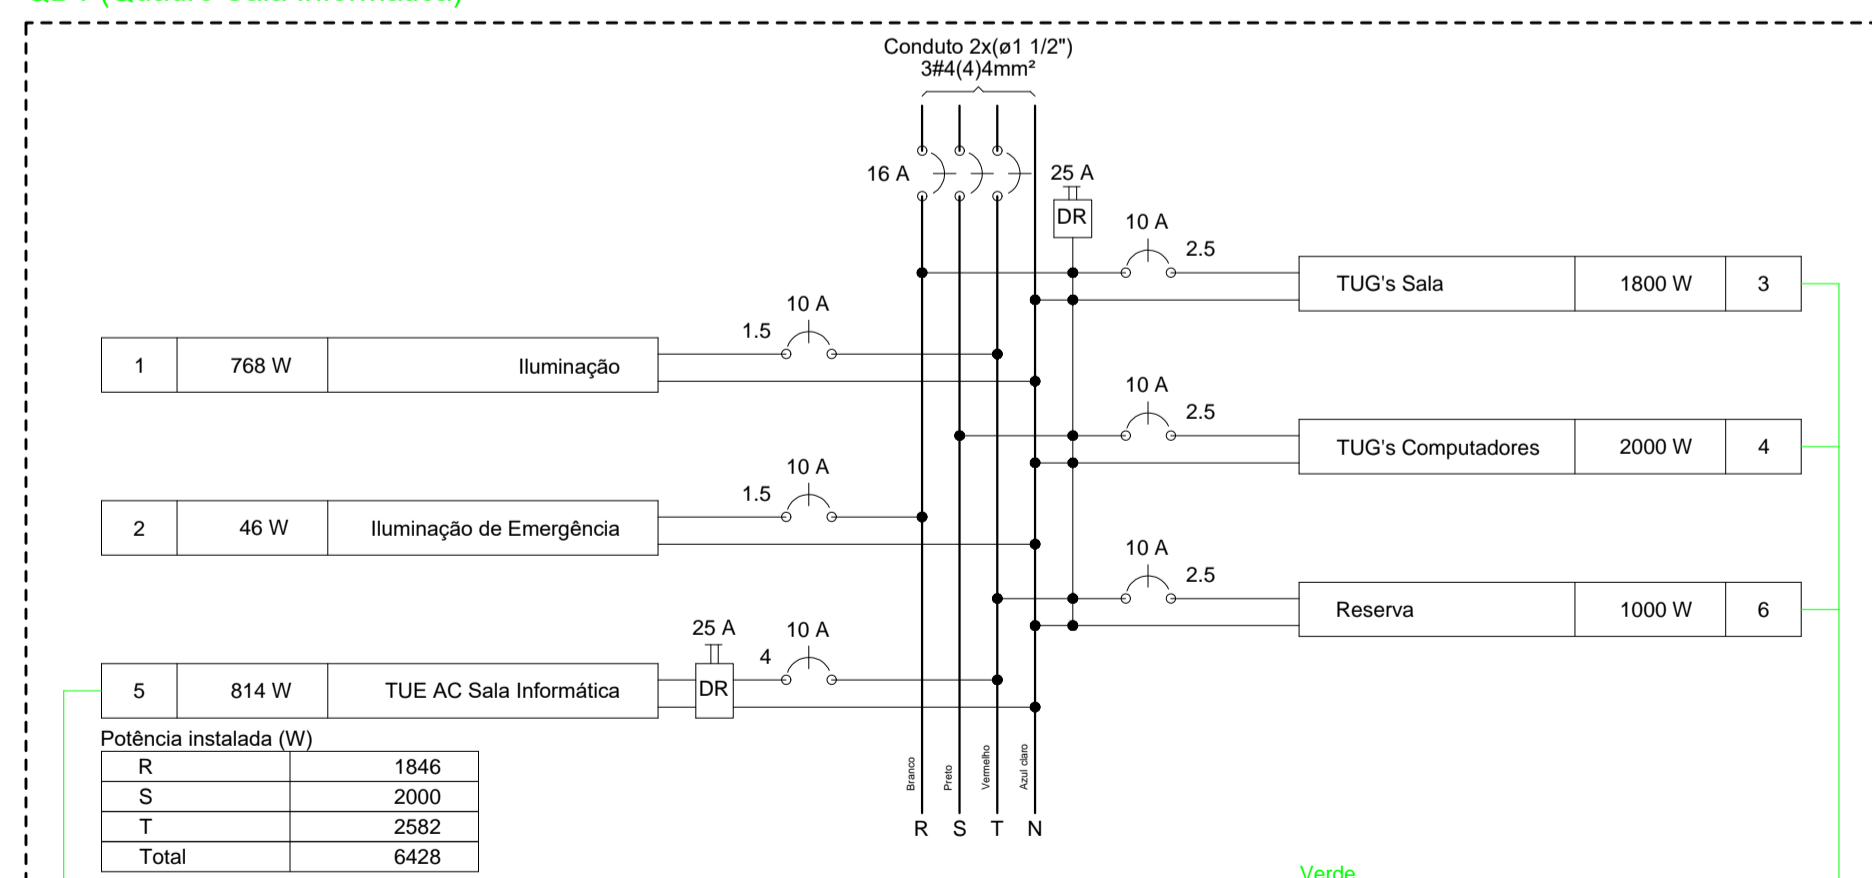 (Quadro Sala Informática)
Conduto 2x(ø1 1/2")
3#4(4)4mm²
16 A
25 A
DR
10 A
2.5
TUG's Sala 1800 W 3
10 A
1.5
1 768 W Iluminação
10 A
2.5
TUG's Computadores 2000 W 4
10 A
1.5
2 46 W Iluminação de Emergência
10 A
2.5
Reserva 1000 W 6
25 A
10 A
4
DR
5 814 W TUE AC Sala Informática
Potência instalada (W)
R 1846
S 2000
T 2582
Total 6428
Branco
Preto
Vermelho
Azul claro
R S T N
Verde